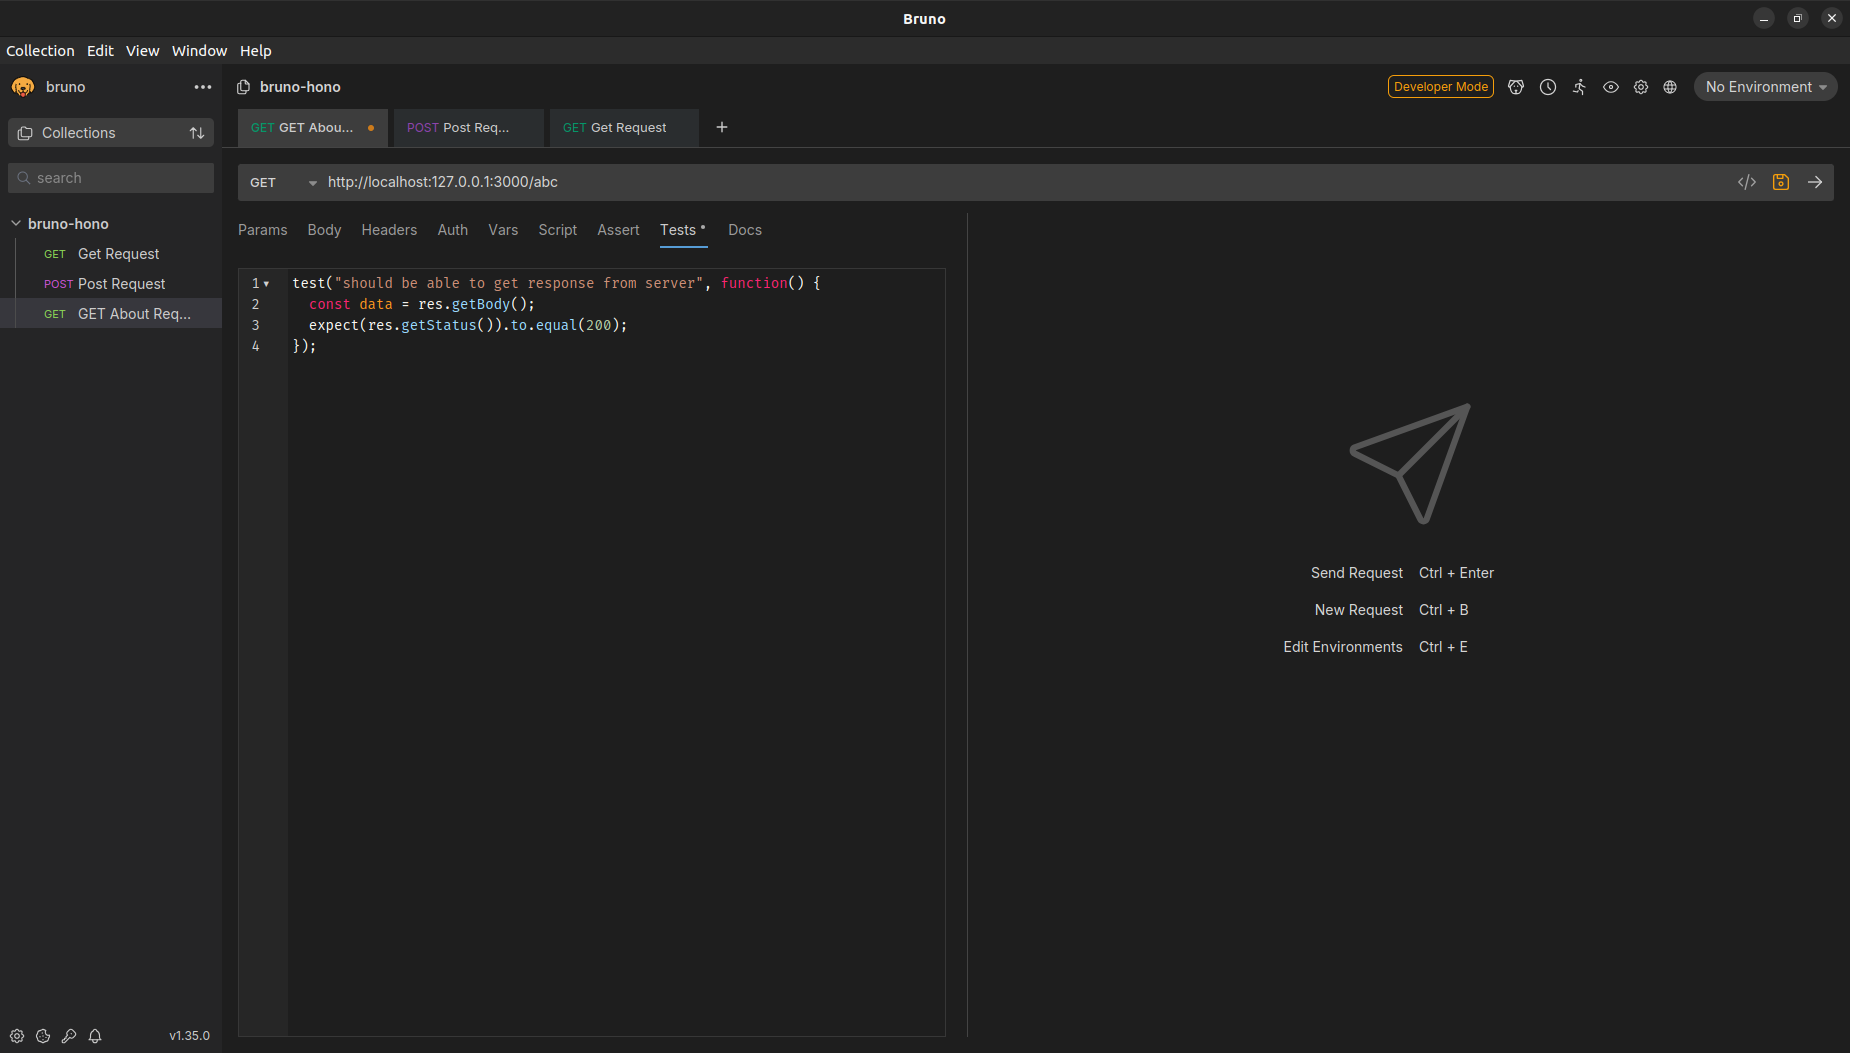 Bruno
Collection Edit View Window Help
bruno
bruno-hono
Developer Mode
No Environment
Collections
GET GET Abou...
POST Post Req...
GET Get Request
search
GET
http://localhost:127.0.0.1:3000/abc
bruno-hono
GET Get Request
POST Post Request
GET GET About Req...
Params Body Headers Auth Vars Script Assert Tests Docs
1 test("should be able to get response from server", function() {
2 const data = res.getBody();
3 expect(res.getStatus()).to.equal(200);
4 });
Send Request Ctrl + Enter
New Request Ctrl + B
Edit Environments Ctrl + E
v1.35.0